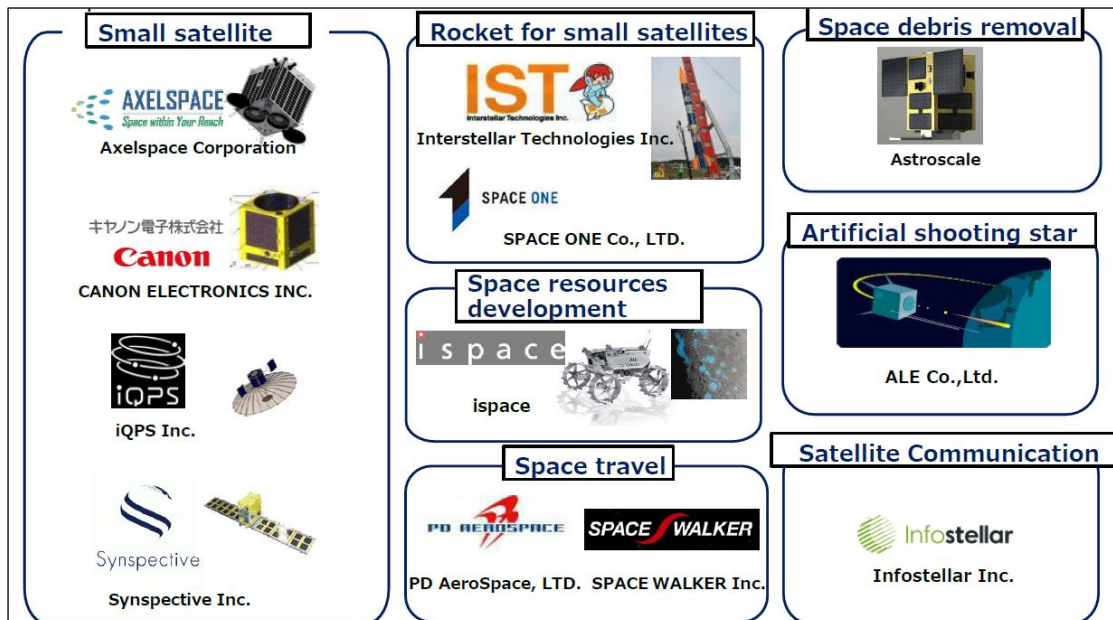 Small satellite
AXELSPACE
Space within Your Reach
Axelspace Corporation
キヤノン電子株式会社
Canon
CANON ELECTRONICS INC.
iQPS
iQPS Inc.
Synspective
Synspective Inc.
Rocket for small satellites
IST
Interstellar Technologies Inc.
Interstellar Technologies Inc.
SPACE ONE
SPACE ONE Co., LTD.
Space resources
development
ispace
ispace
Space travel
PD AEROSPACE
SPACE WALKER
PD AeroSpace, LTD. SPACE WALKER Inc.
Space debris removal
Astroscale
Artificial shooting star
ALE Co.,Ltd.
Satellite Communication
Infostellar
Infostellar Inc.